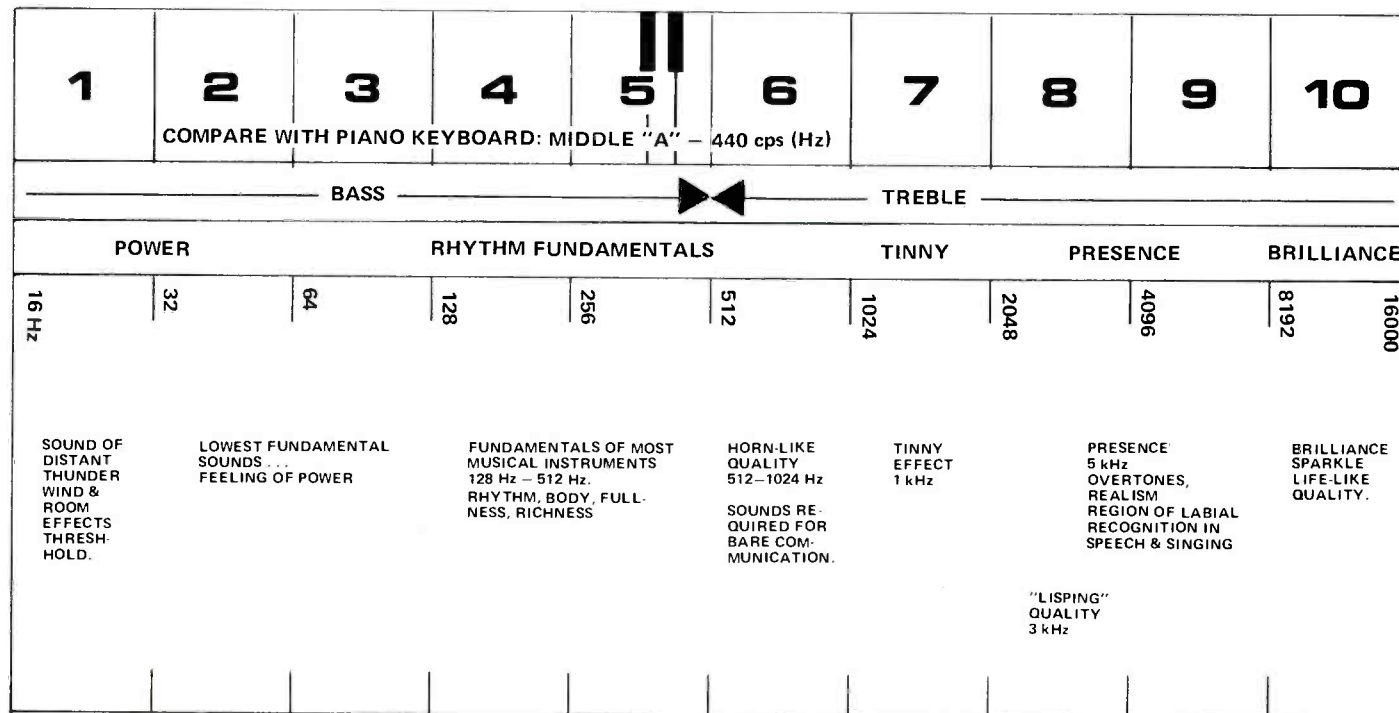 1 2 3 4 5 6 7 8 9 10
COMPARE WITH PIANO KEYBOARD: MIDDLE "A" – 440 cps (Hz)
BASS TREBLE
POWER RHYTHM FUNDAMENTALS TINNY PRESENCE BRILLIANCE
16 Hz 32 64 128 256 512 1024 2048 4096 8192 16000
SOUND OF
DISTANT
THUNDER
WIND &
ROOM
EFFECTS
THRESH-
HOLD.
LOWEST FUNDAMENTAL
SOUNDS ...
FEELING OF POWER
FUNDAMENTALS OF MOST
MUSICAL INSTRUMENTS
128 Hz – 512 Hz.
RHYTHM, BODY, FULL-
NESS, RICHNESS
HORN-LIKE
QUALITY
512–1024 Hz
SOUNDS RE-
QUIRED FOR
BARE COM-
MUNICATION.
TINNY
EFFECT
1 kHz
"LISPING"
QUALITY
3 kHz
PRESENCE
5 kHz
OVERTONES,
REALISM
REGION OF LABIAL
RECOGNITION IN
SPEECH & SINGING
BRILLIANCE
SPARKLE
LIFE-LIKE
QUALITY.